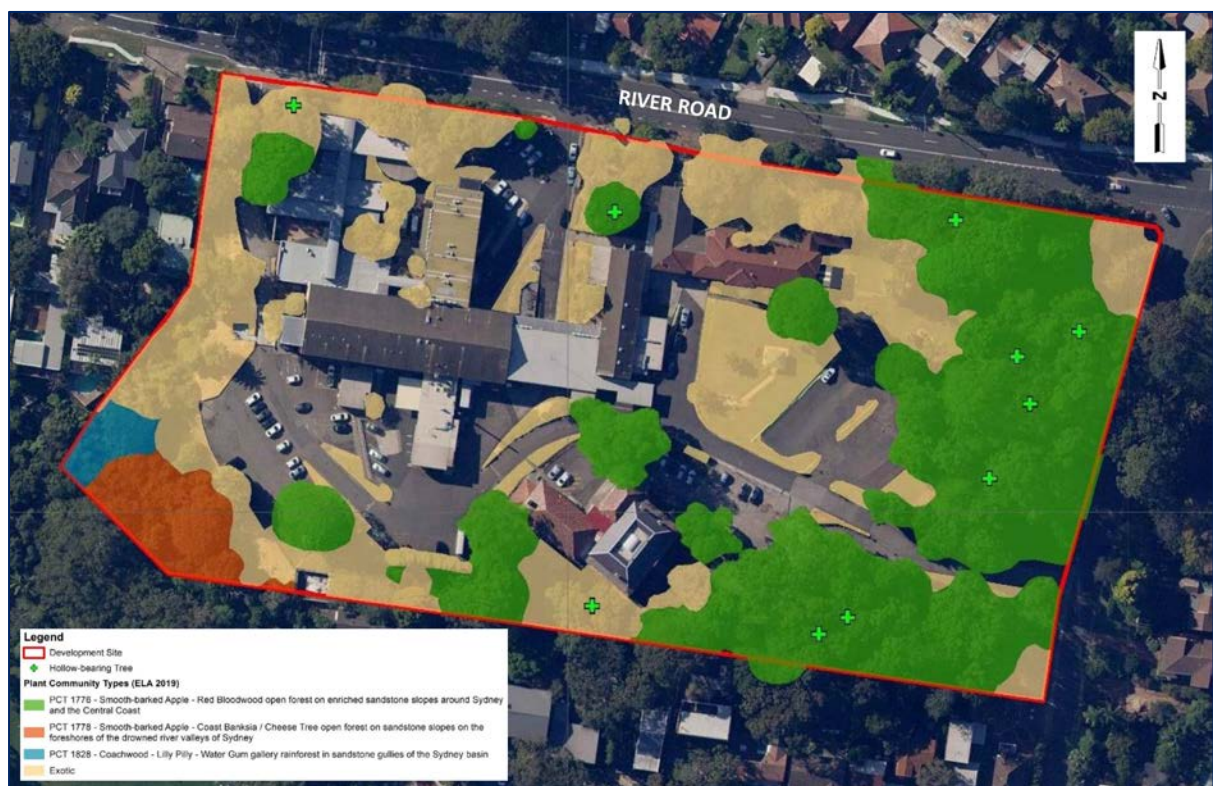 RIVER ROAD
N
Legend
Development Site
Hollow-bearing Tree
Plant Community Types (ELA 2019)
PCT 1776 - Smooth-barked Apple - Red Bloodwood open forest on enriched sandstone slopes around Sydney
and the Central Coast
PCT 1778 - Smooth-barked Apple - Coast Banksia / Cheese Tree open forest on sandstone slopes on the
foreshores of the drowned river valleys of Sydney
PCT 1828 - Coachwood - Lilly Pilly - Water Gum gallery rainforest in sandstone gullies of the Sydney basin
Exotic